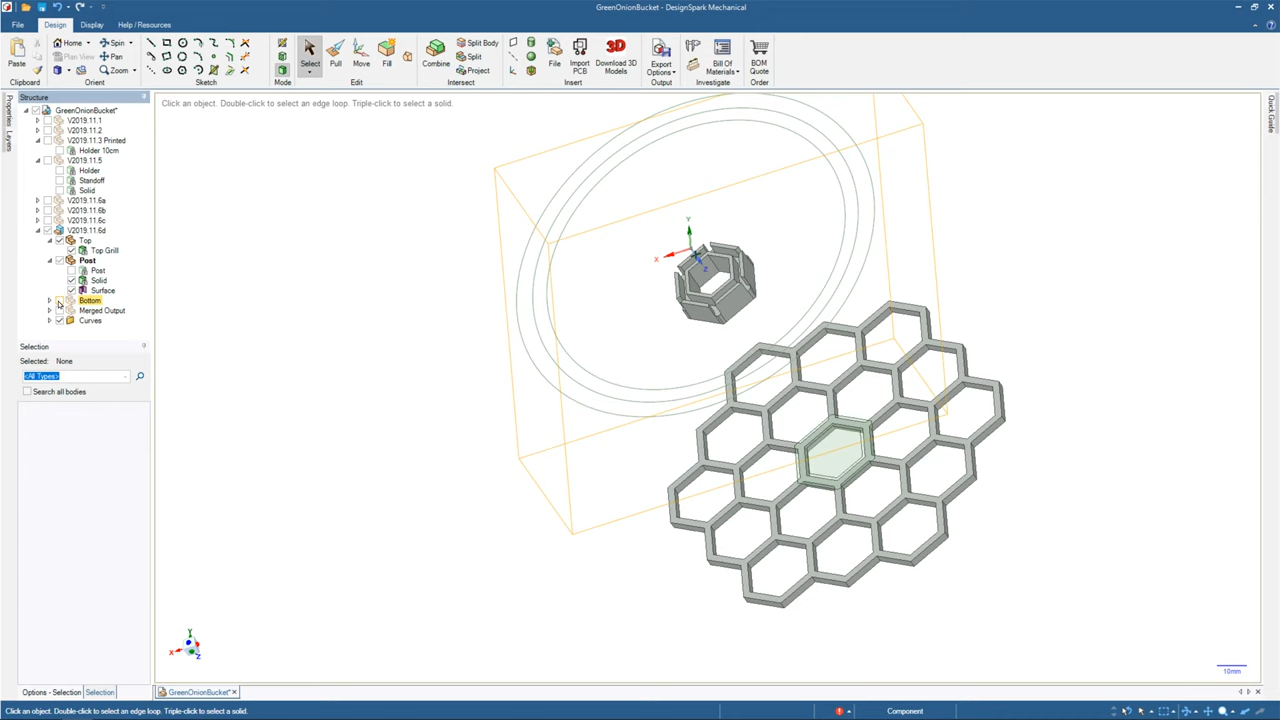 GreenOnionBucket* - DesignSpark Mechanical
File Design Display Help / Resources
Home Spin
Plan View Pan
Zoom
Paste
Select Pull Move Fill
Combine Split Body
Split
Project
File Import PCB Download 3D Models
Export Options Bill Of Materials BOM Quote
Clipboard Orient Sketch Mode Edit Intersect Insert Output Investigate Order
Structure
Click an object. Double-click to select an edge loop. Triple-click to select a solid.
Properties
Layers
Quick Guide
GreenOnionBucket*
V2019.11.1
V2019.11.2
V2019.11.3 Printed
Holder 10cm
V2019.11.5
Holder
Standoff
Solid
V2019.11.6a
V2019.11.6b
V2019.11.6c
V2019.11.6d
Top
Top Grill
Post
Post
Solid
Surface
Bottom
Merged Output
Curves
Y
X
Z
Selection
Selected: None
<All Types>
Search all bodies
Y
X
Z
10mm
Options - Selection Selection
GreenOnionBucket*
Click an object. Double-click to select an edge loop. Triple-click to select a solid.
Component